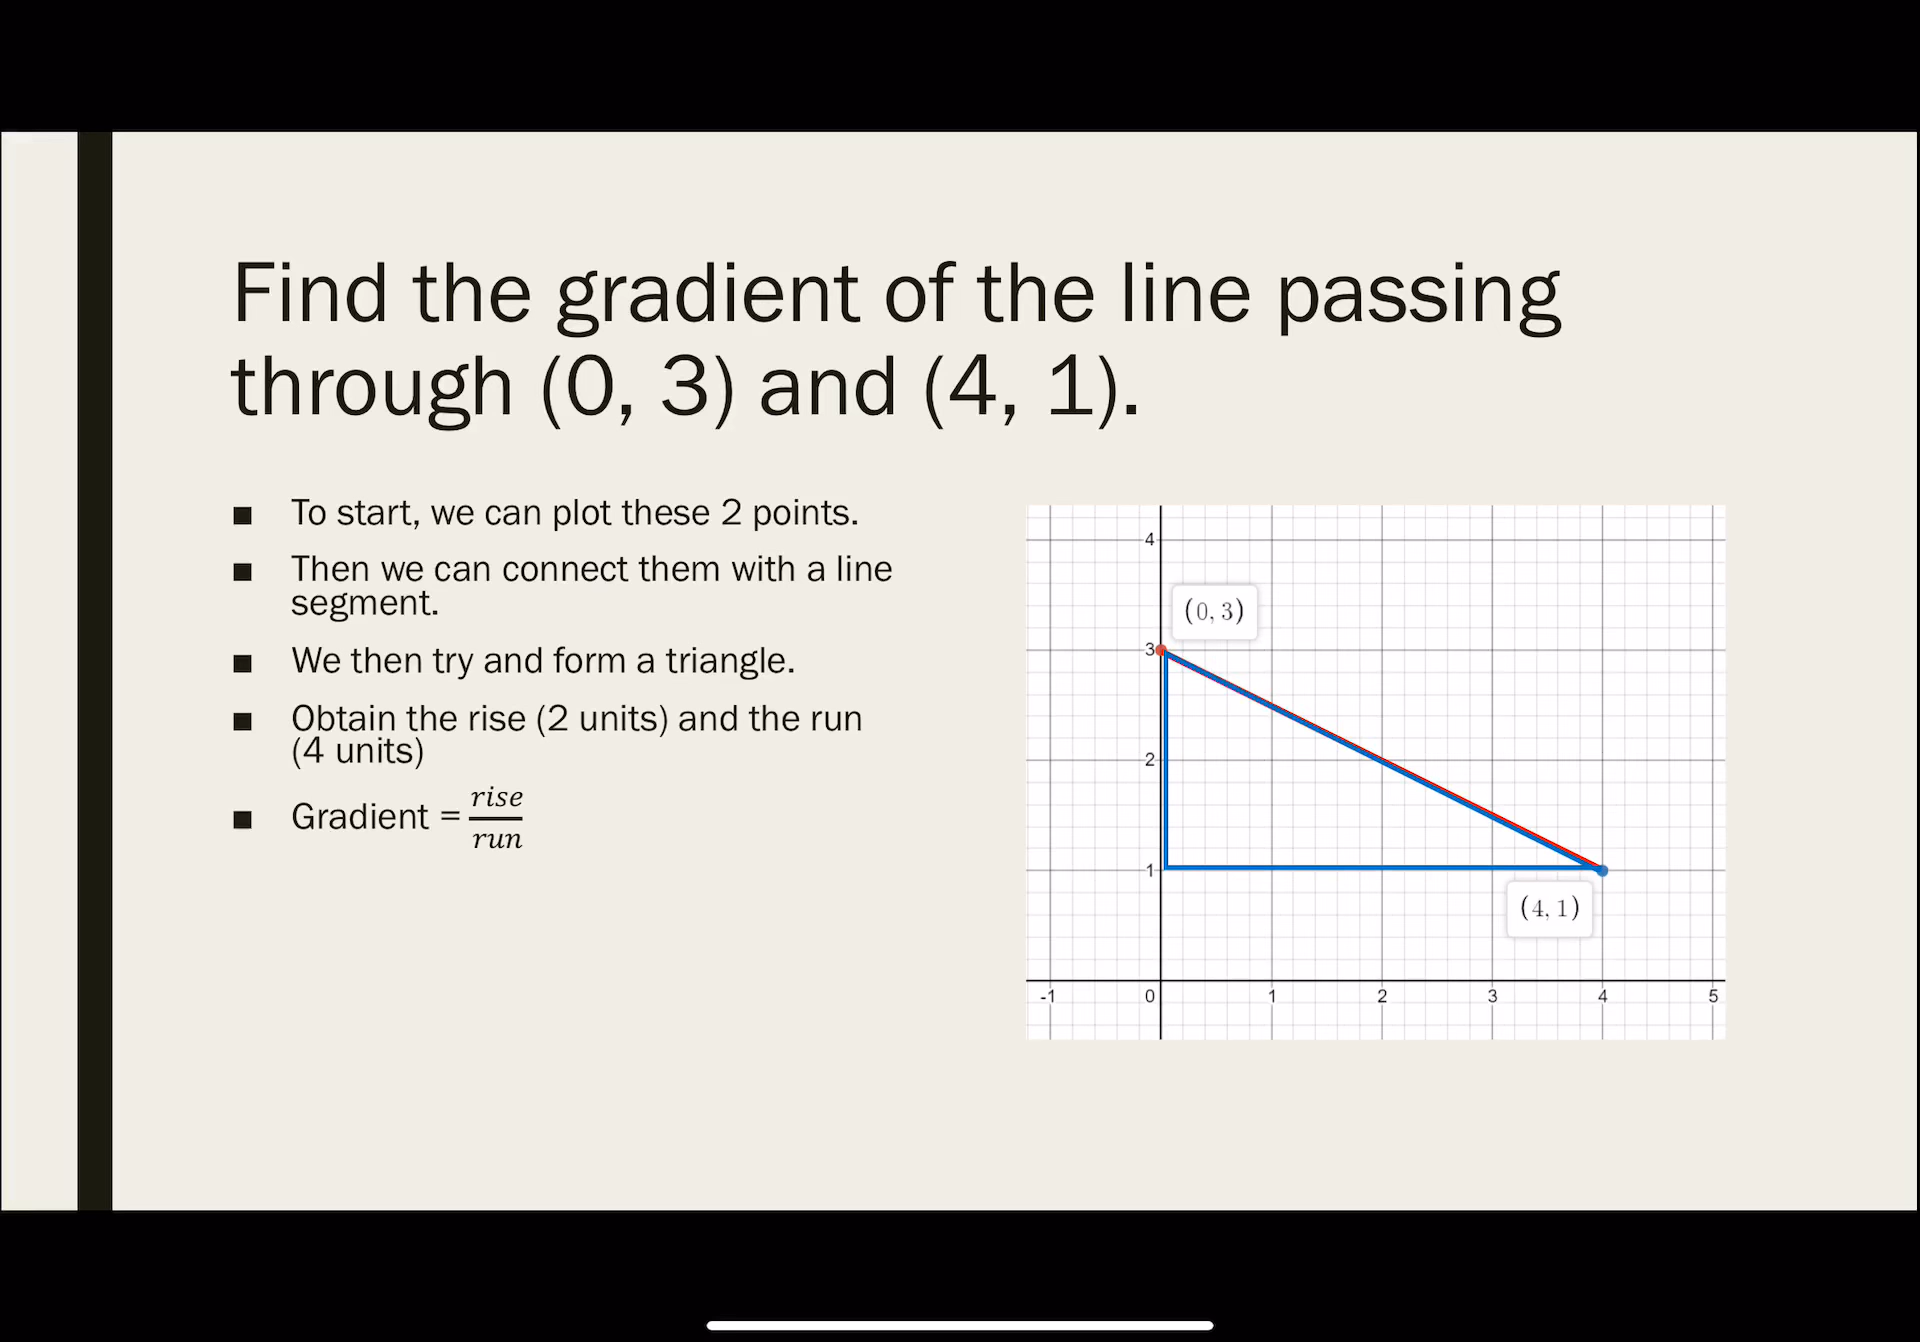 Find the gradient of the line passing
through (0, 3) and (4, 1).
■ To start, we can plot these 2 points.
■ Then we can connect them with a line
segment.
■ We then try and form a triangle.
■ Obtain the rise (2 units) and the run
(4 units)
■ Gradient = rise/run
4
(0, 3)
3
2
1
(4, 1)
-1 0 1 2 3 4 5